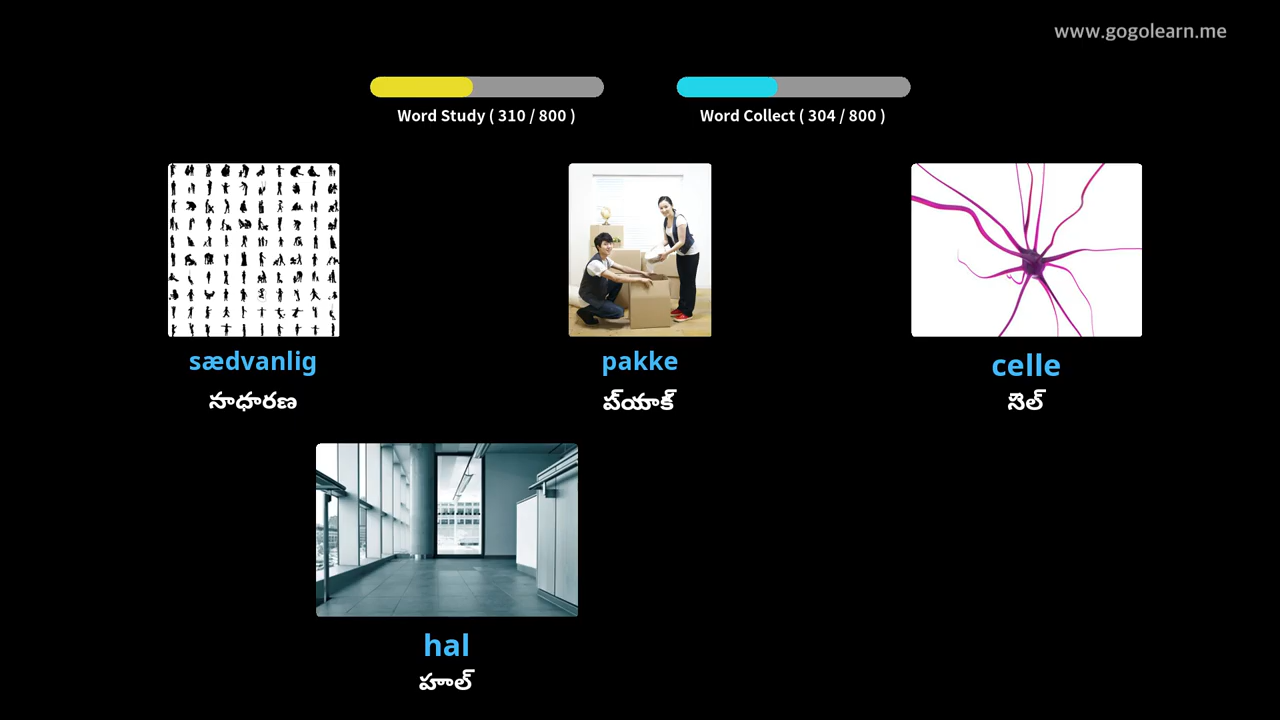 www.gogolearn.me
Word Study ( 310 / 800 )
Word Collect ( 304 / 800 )
sædvanlig
pakke
celle
సాధారణ
ప్యాక్
సెల్
hal
హాల్